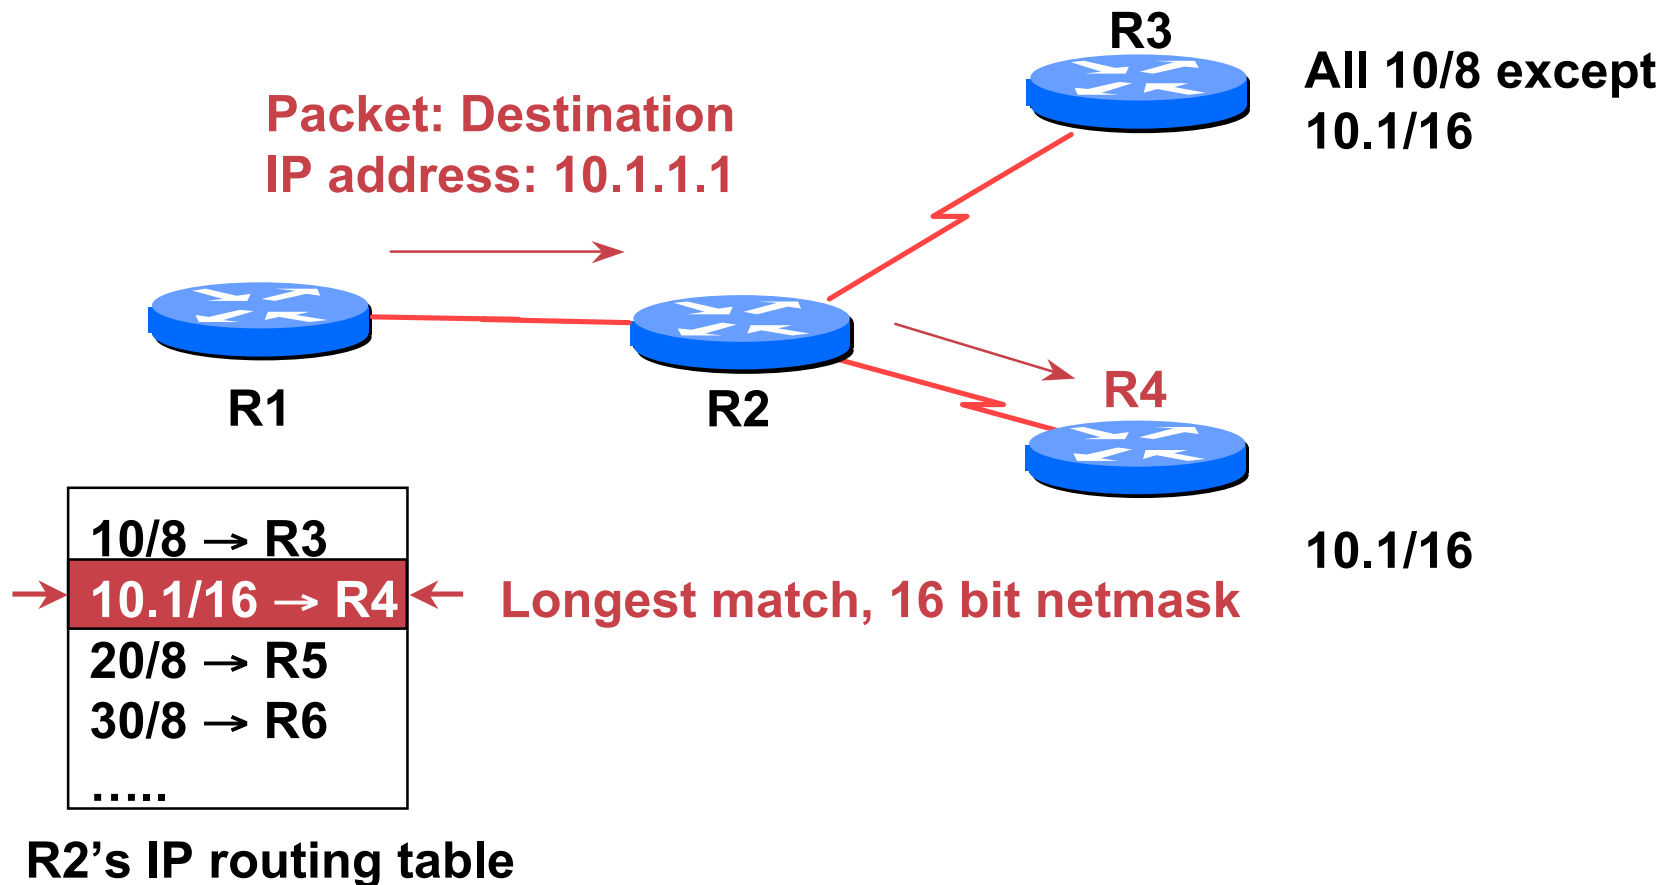 R3
All 10/8 except
10.1/16
Packet: Destination
IP address: 10.1.1.1
R1
R2
R4
10/8 → R3
10.1/16 → R4
20/8 → R5
30/8 → R6
…..
Longest match, 16 bit netmask
10.1/16
R2’s IP routing table